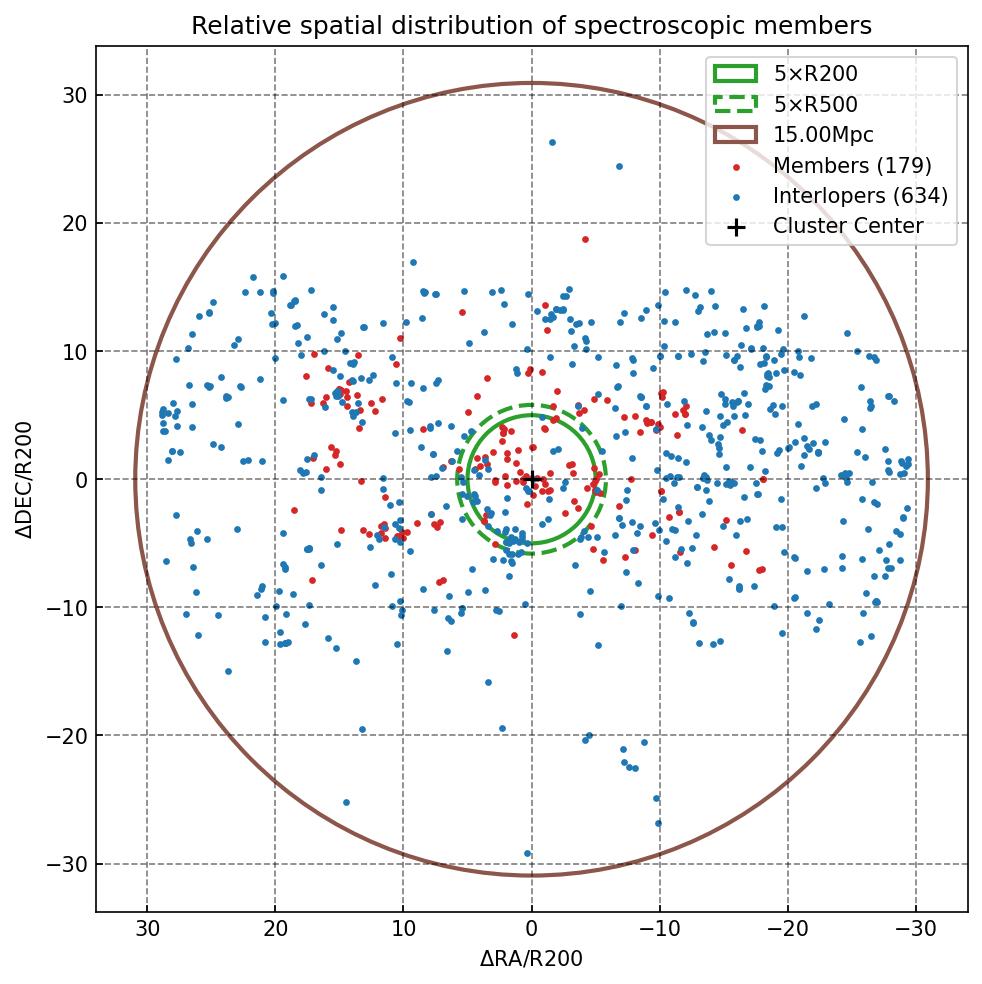 Relative spatial distribution of spectroscopic members
5×R200
5×R500
15.00Mpc
Members (179)
Interlopers (634)
Cluster Center
30
20
10
0
−10
−20
−30
ΔDEC/R200
30
20
10
0
−10
−20
−30
ΔRA/R200